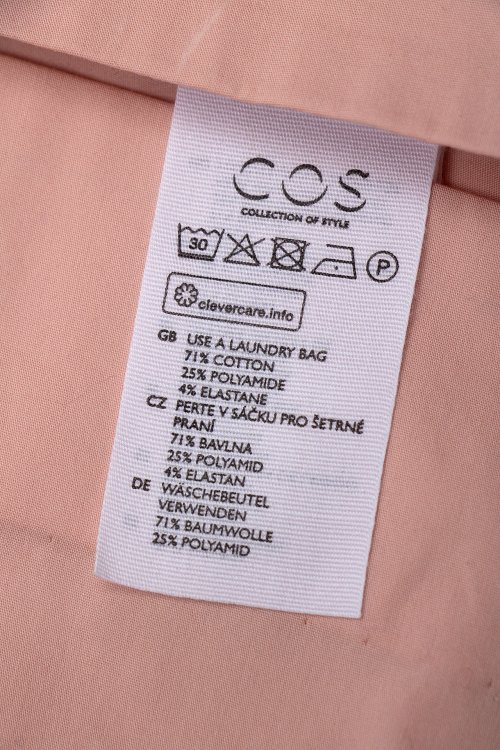 COS
COLLECTION OF STYLE
30 P
clevercare.info
GB USE A LAUNDRY BAG
71% COTTON
25% POLYAMIDE
4% ELASTANE
CZ PERTE V SÁČKU PRO ŠETRNÉ
PRANÍ
71% BAVLNA
25% POLYAMID
4% ELASTAN
DE WÄSCHEBEUTEL
VERWENDEN
71% BAUMWOLLE
25% POLYAMID